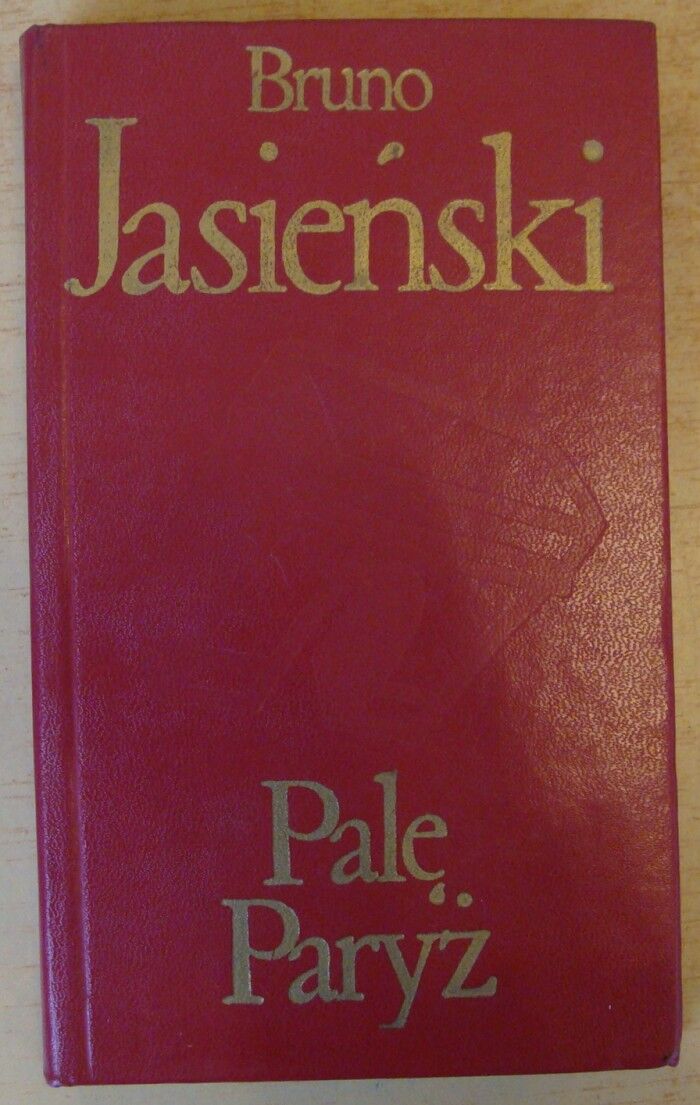 Bruno
Jasieński
Palę
Paryż